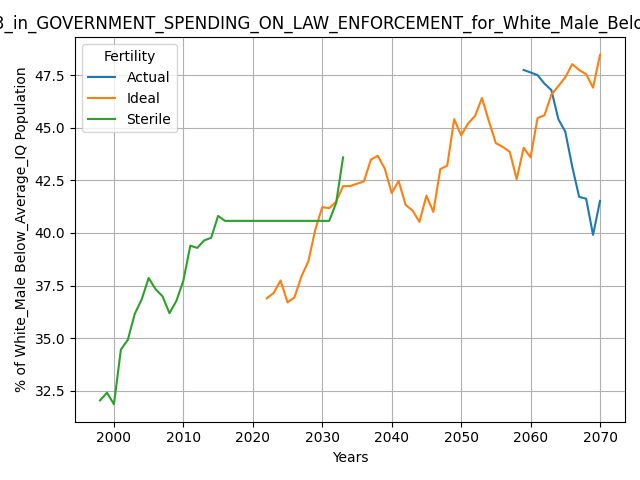 3_in_GOVERNMENT_SPENDING_ON_LAW_ENFORCEMENT_for_White_Male_Belo
% of White_Male Below_Average_IQ Population
Fertility
Actual
Ideal
Sterile
47.5
45.0
42.5
40.0
37.5
35.0
32.5
2000 2010 2020 2030 2040 2050 2060 2070
Years